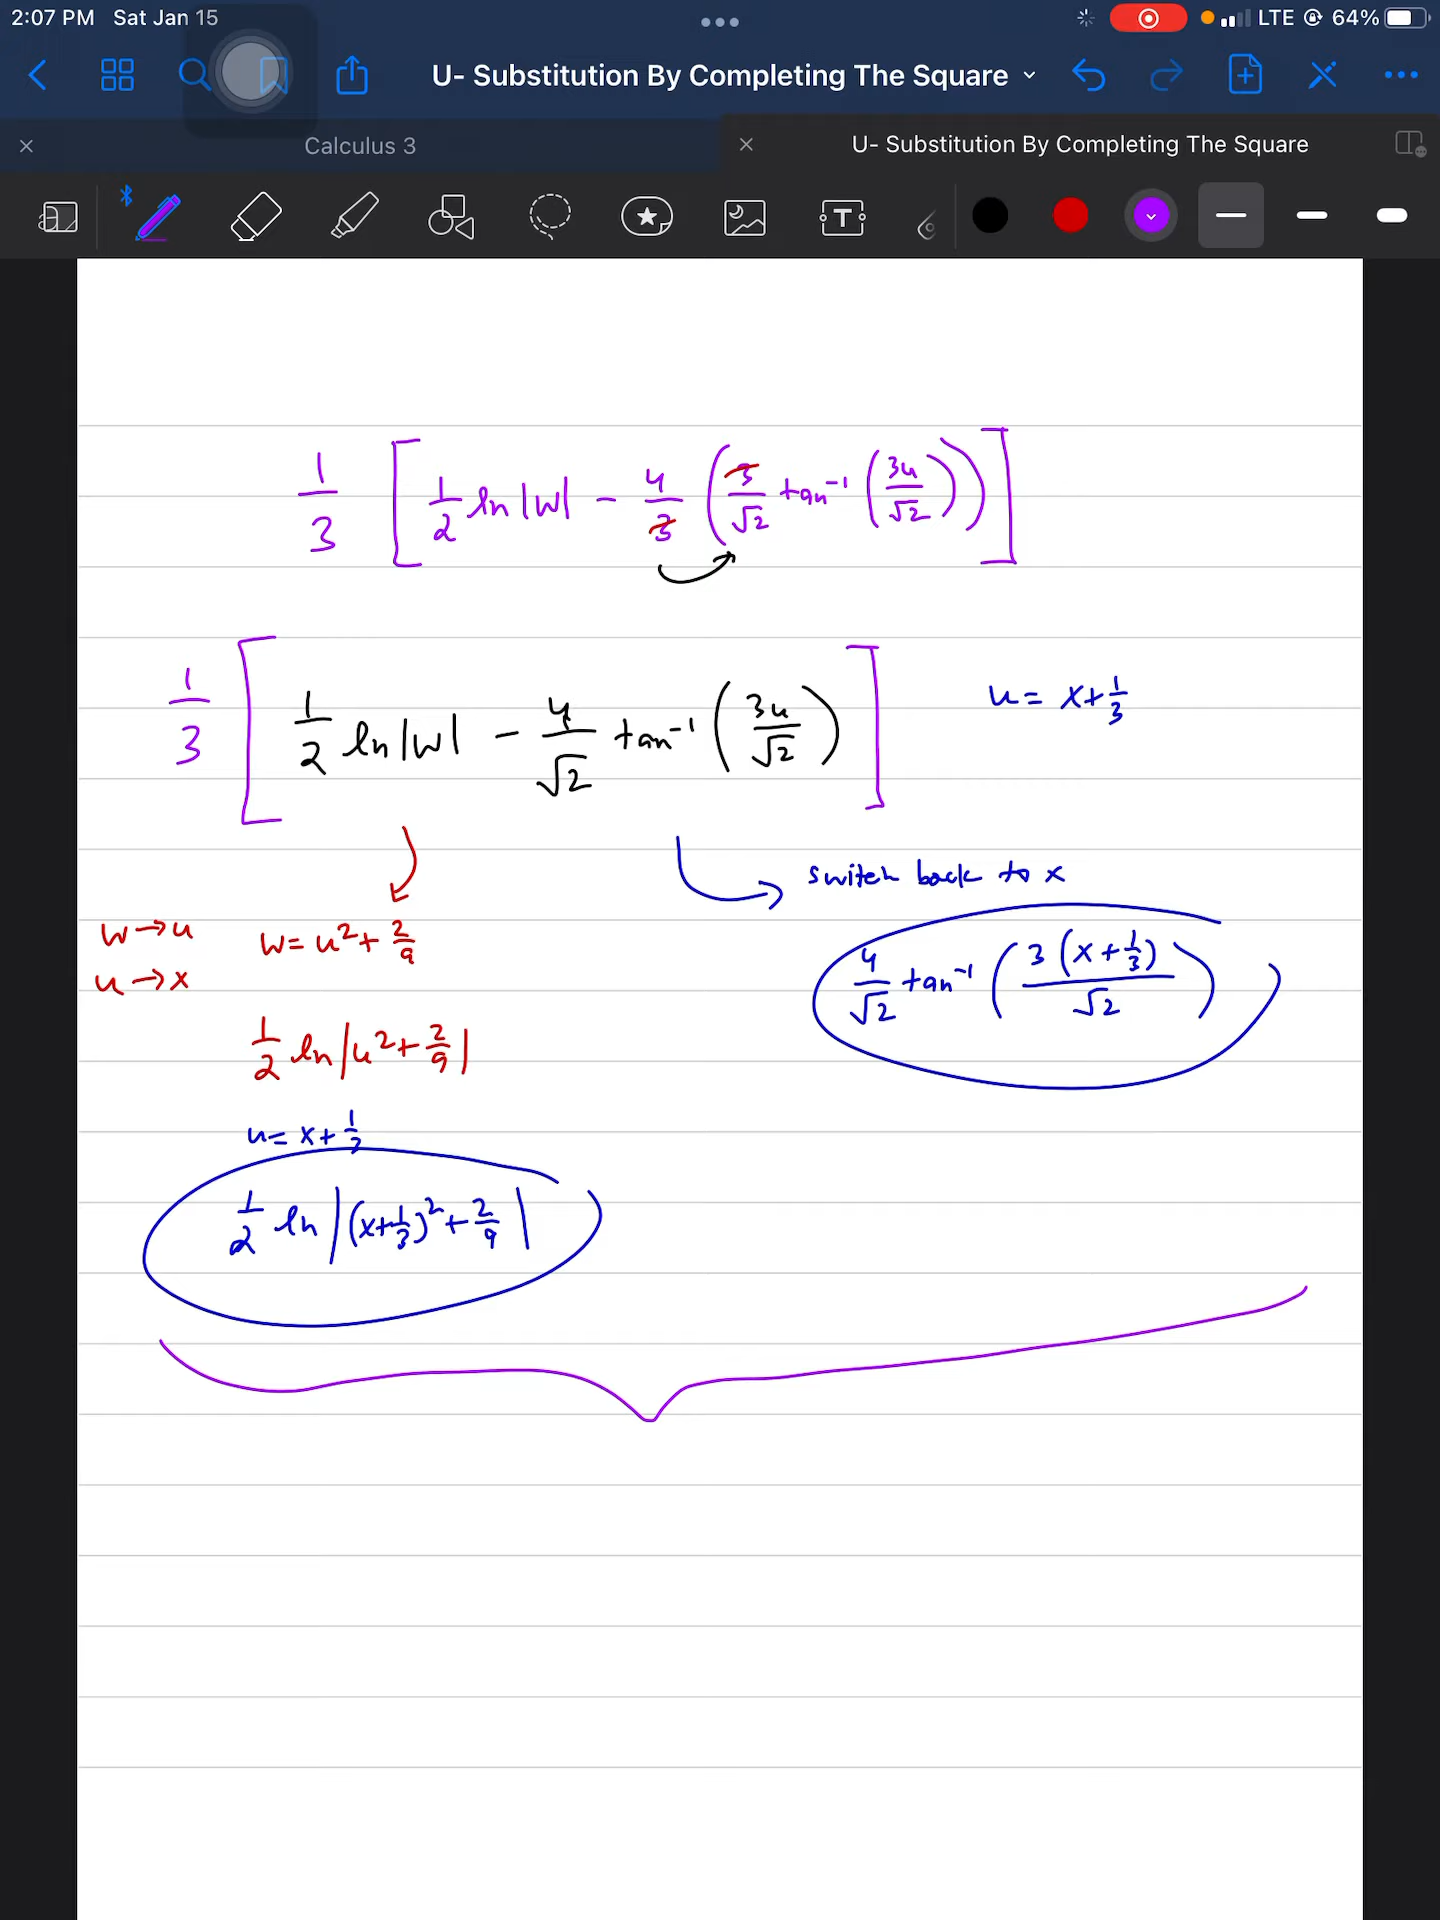 2:07 PM Sat Jan 15
LTE 64%
U- Substitution By Completing The Square
Calculus 3
U- Substitution By Completing The Square
T
1/3 [ 1/2 ln|w| - 4/3 ( 3/√2 tan⁻¹ ( 3u/√2 ) ) ]
1/3 [ 1/2 ln|w| - 4/√2 tan⁻¹ ( 3u/√2 ) ]
u = x+1/3
switch back to x
w→u
w= u²+ 2/9
u→x
4/√2 tan⁻¹ ( 3(x+1/3)/√2 )
1/2 ln|u²+2/9|
u= x+ 1/3
1/2 ln|(x+1/3)²+2/9|